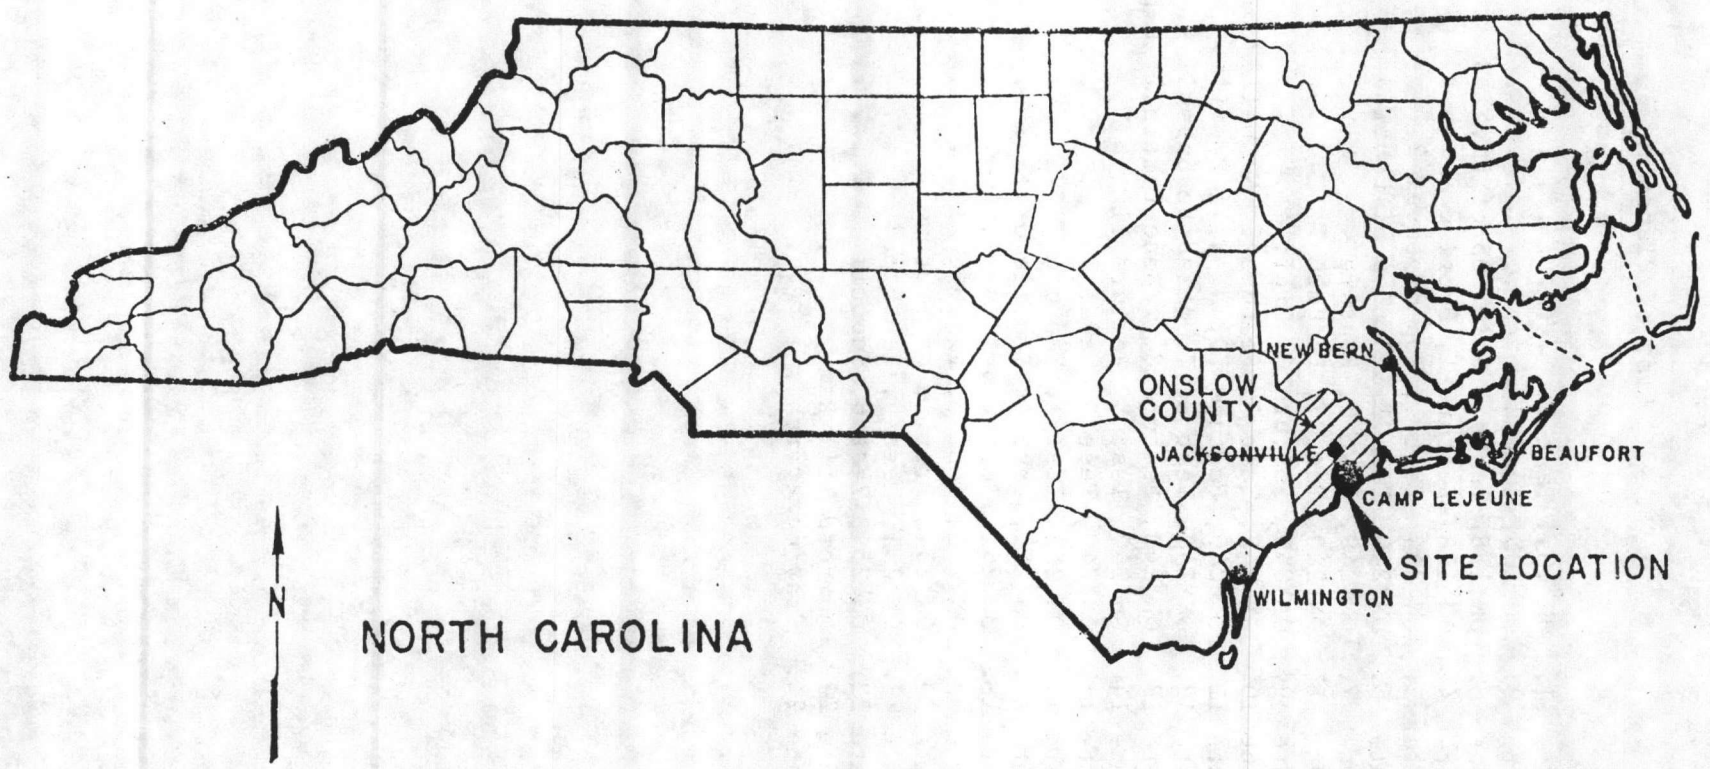 NEW BERN
ONSLOW
COUNTY
JACKSONVILLE
BEAUFORT
CAMP LEJEUNE
SITE LOCATION
WILMINGTON
N
NORTH CAROLINA